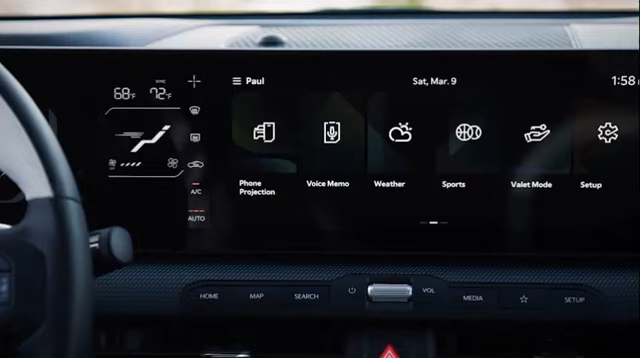 Paul
Sat, Mar. 9
1:58
68°F
SYNC
72°F
A/C
AUTO
Phone
Projection
Voice Memo
Weather
Sports
Valet Mode
Setup
HOME
MAP
SEARCH
VOL
MEDIA
SETUP